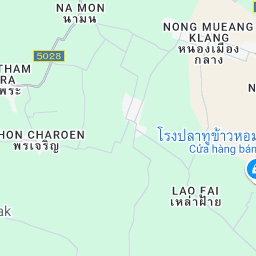 NA MON
นามน
NONG MUEANG
KLANG
หนองเมือง
กลาง
5028
THAM
RA
พระ
N
HON CHAROEN
พรเจริญ
โรงปลาทูข้าวหอม
Cửa hàng bán
LAO FAI
เหล่าฝ้าย
ak